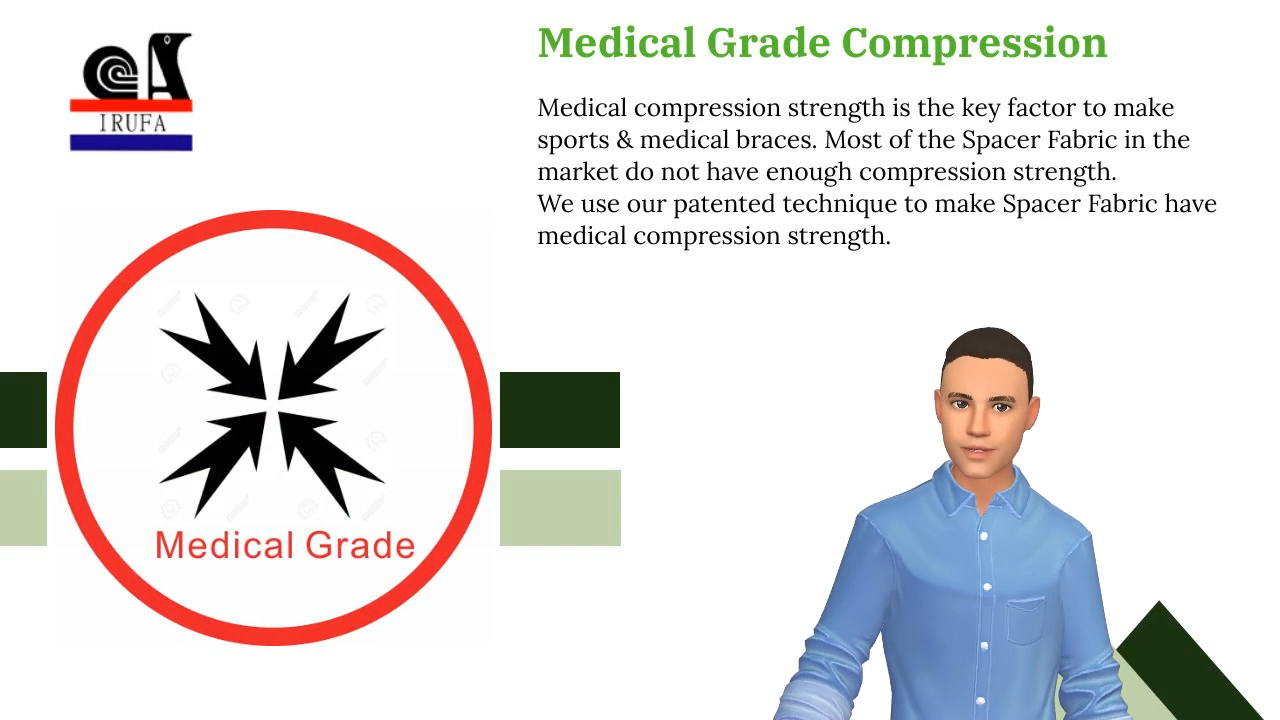 IRUFA
Medical Grade Compression
Medical compression strength is the key factor to make
sports & medical braces. Most of the Spacer Fabric in the
market do not have enough compression strength.
We use our patented technique to make Spacer Fabric have
medical compression strength.
Medical Grade